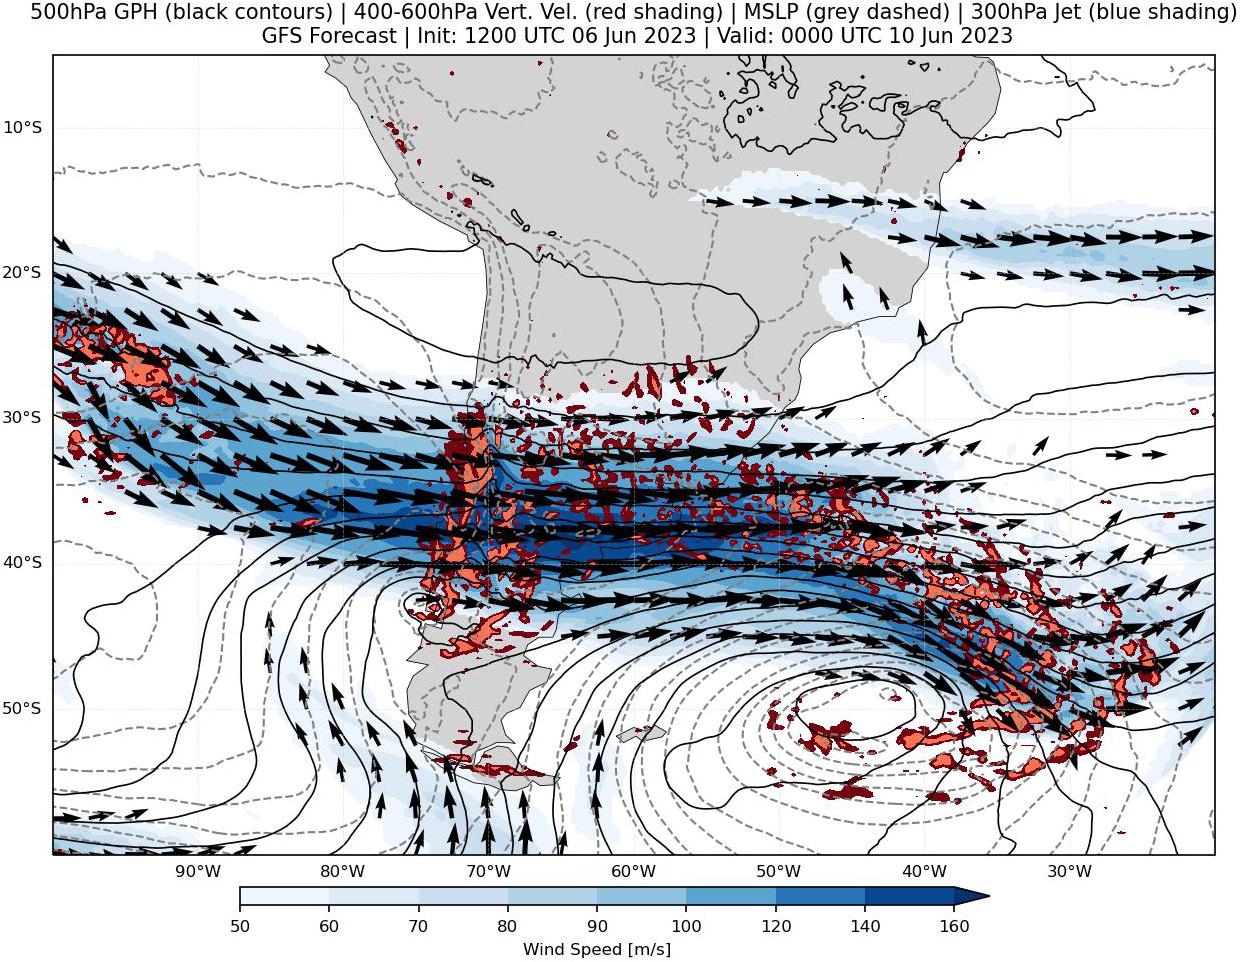 500hPa GPH (black contours) | 400-600hPa Vert. Vel. (red shading) | MSLP (grey dashed) | 300hPa Jet (blue shading)
GFS Forecast | Init: 1200 UTC 06 Jun 2023 | Valid: 0000 UTC 10 Jun 2023
10°S
20°S
30°S
40°S
50°S
90°W 80°W 70°W 60°W 50°W 40°W 30°W
50 60 70 80 90 100 120 140 160
Wind Speed [m/s]